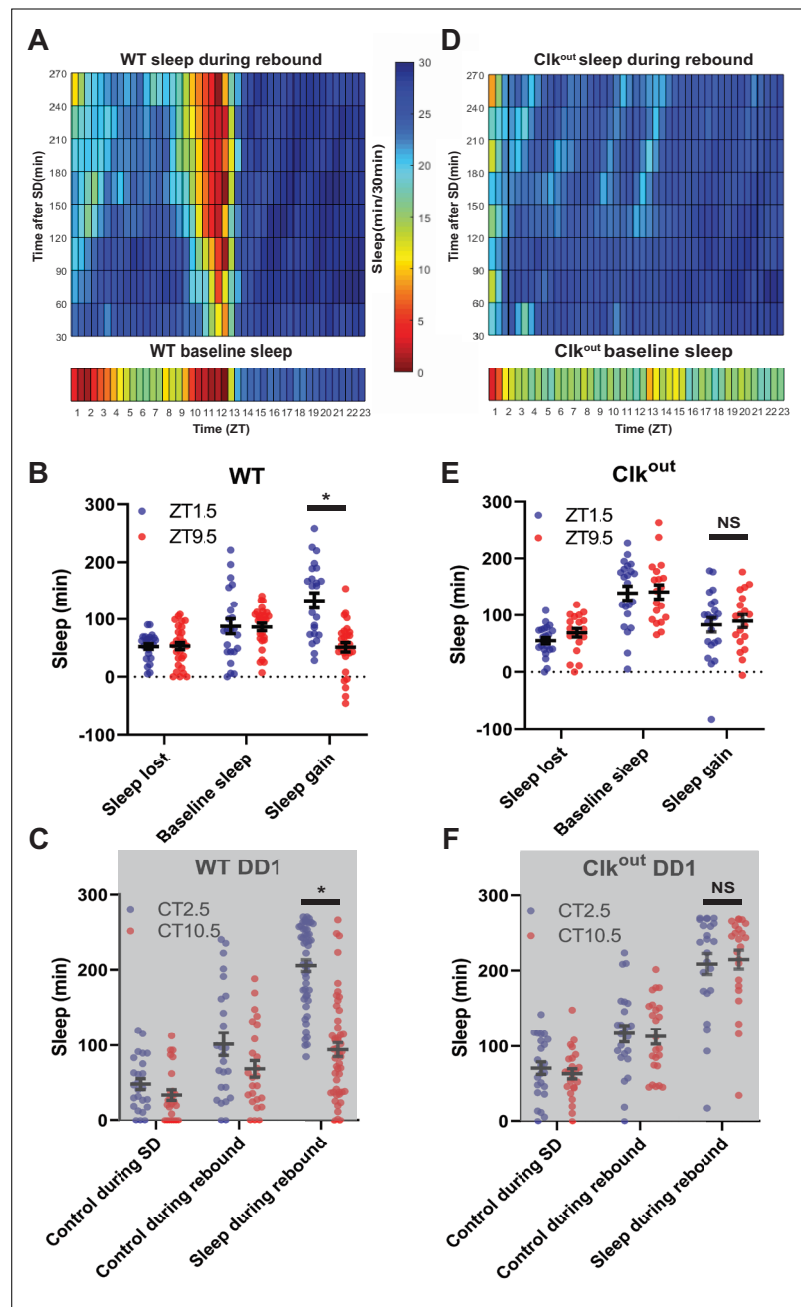 A
WT sleep during rebound
Time after SD(min)
270
240
210
180
150
120
90
60
30
Sleep(min/30min)
30
25
20
15
10
5
0
WT baseline sleep
1 2 3 4 5 6 7 8 9 10 11 12 13 14 15 16 17 18 19 20 21 22 23
Time (ZT)
D
Clkout sleep during rebound
Time after SD(min)
270
240
210
180
150
120
90
60
30
Clkout baseline sleep
1 2 3 4 5 6 7 8 9 10 11 12 13 14 15 16 17 18 19 20 21 22 23
Time (ZT)
B
WT
ZT1.5
ZT9.5
*
Sleep (min)
300
200
100
0
-100
Sleep lost
Baseline sleep
Sleep gain
E
Clkout
ZT1.5
ZT9.5
NS
Sleep (min)
300
200
100
0
-100
Sleep lost
Baseline sleep
Sleep gain
C
WT DD1
CT2.5
CT10.5
*
Sleep (min)
300
200
100
0
Control during SD
Control during rebound
Sleep during rebound
F
Clkout DD1
CT2.5
CT10.5
NS
Sleep (min)
300
200
100
0
Control during SD
Control during rebound
Sleep during rebound